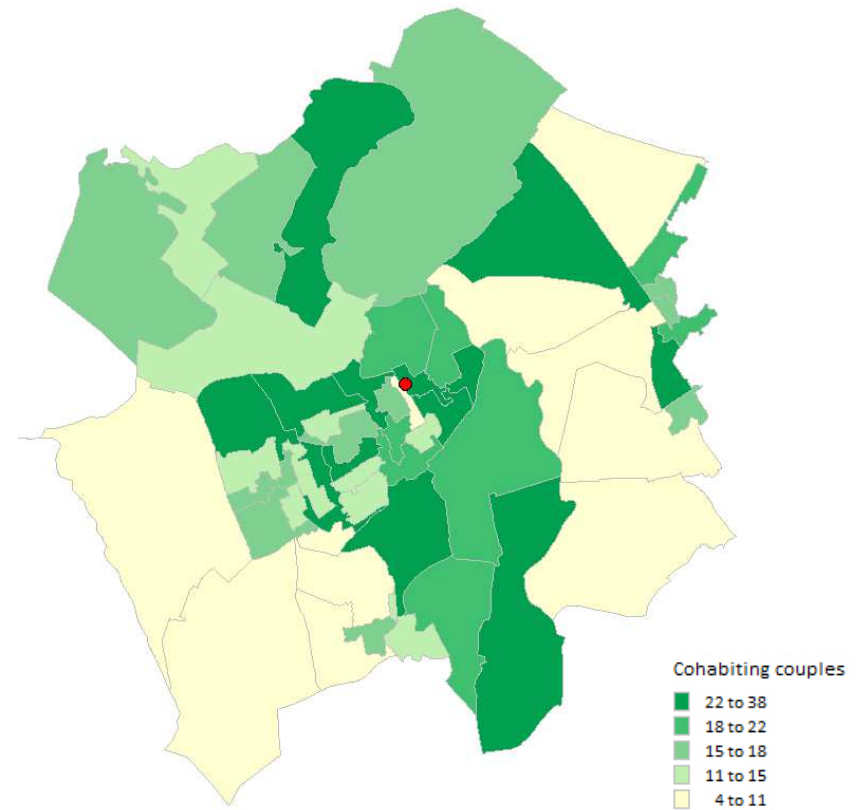 Cohabiting couples
22 to 38
18 to 22
15 to 18
11 to 15
4 to 11